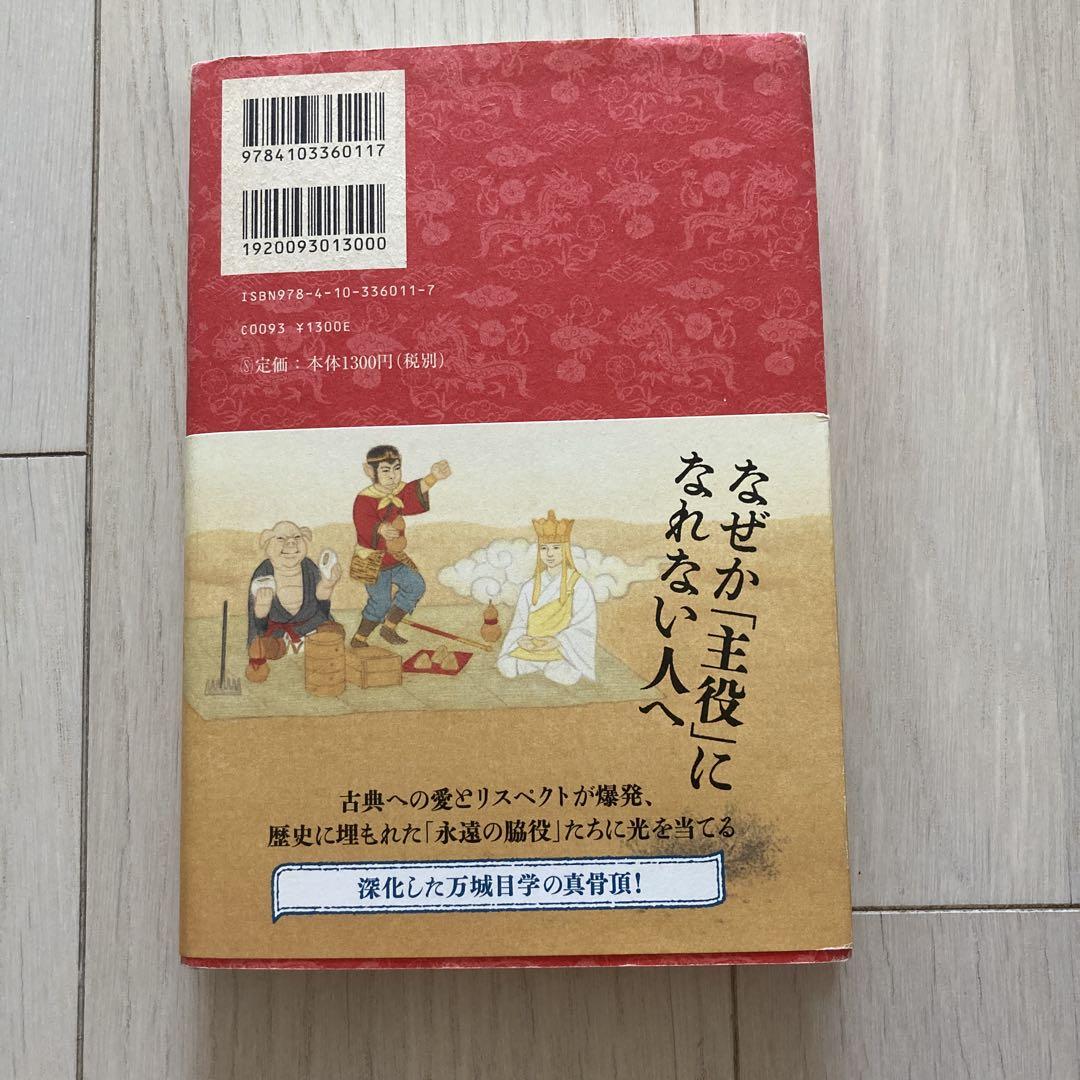 9784103360117
1920093013000
ISBN978-4-10-336011-7
C0093 ¥1300E
Ⓢ定価：本体1300円（税別）
なぜか「主役」に
なれない人へ
古典への愛とリスペクトが爆発、
歴史に埋もれた「永遠の脇役」たちに光を当てる
深化した万城目学の真骨頂！